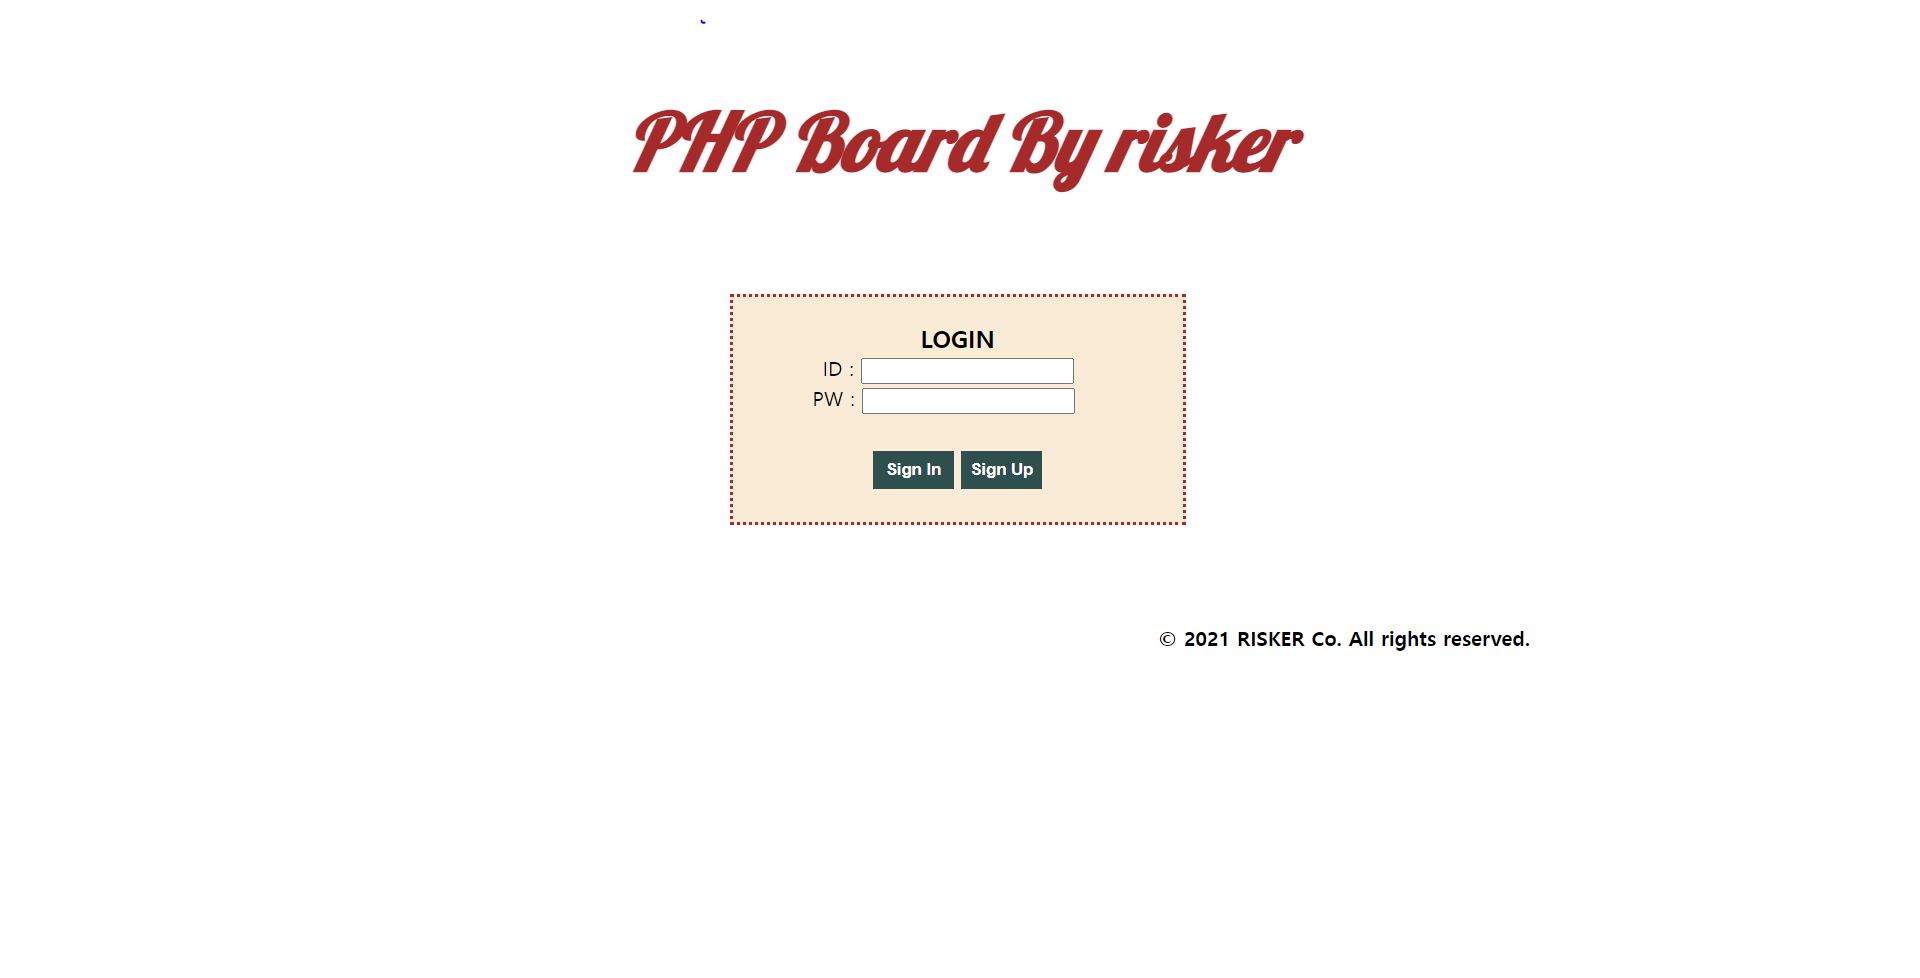 PHP Board By risker
LOGIN
ID :
PW :
Sign In Sign Up
© 2021 RISKER Co. All rights reserved.